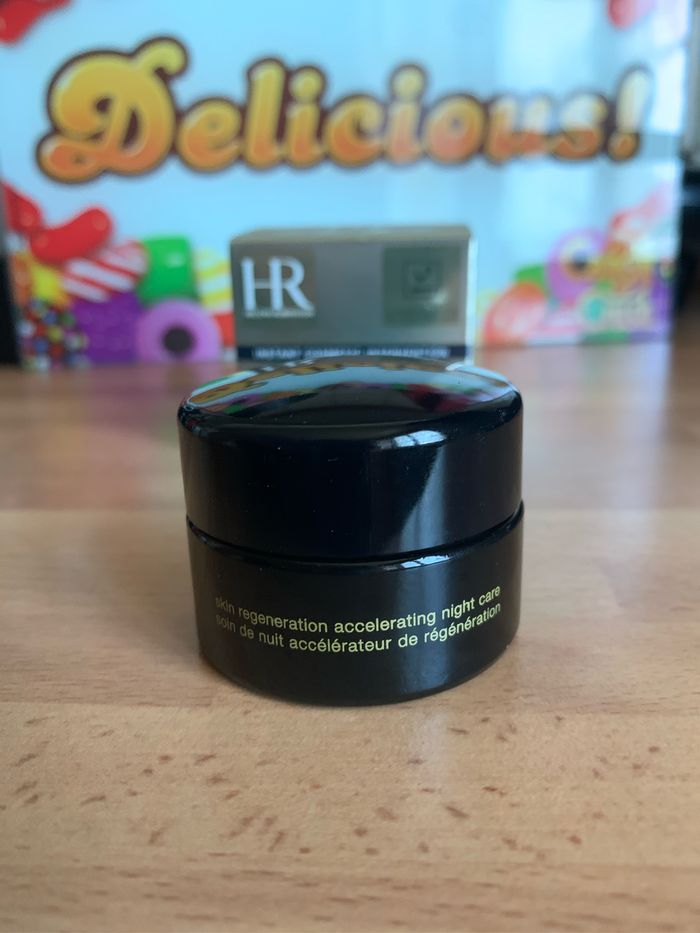 Delicious!
HR
skin regeneration accelerating night care
soin de nuit accélérateur de régénération